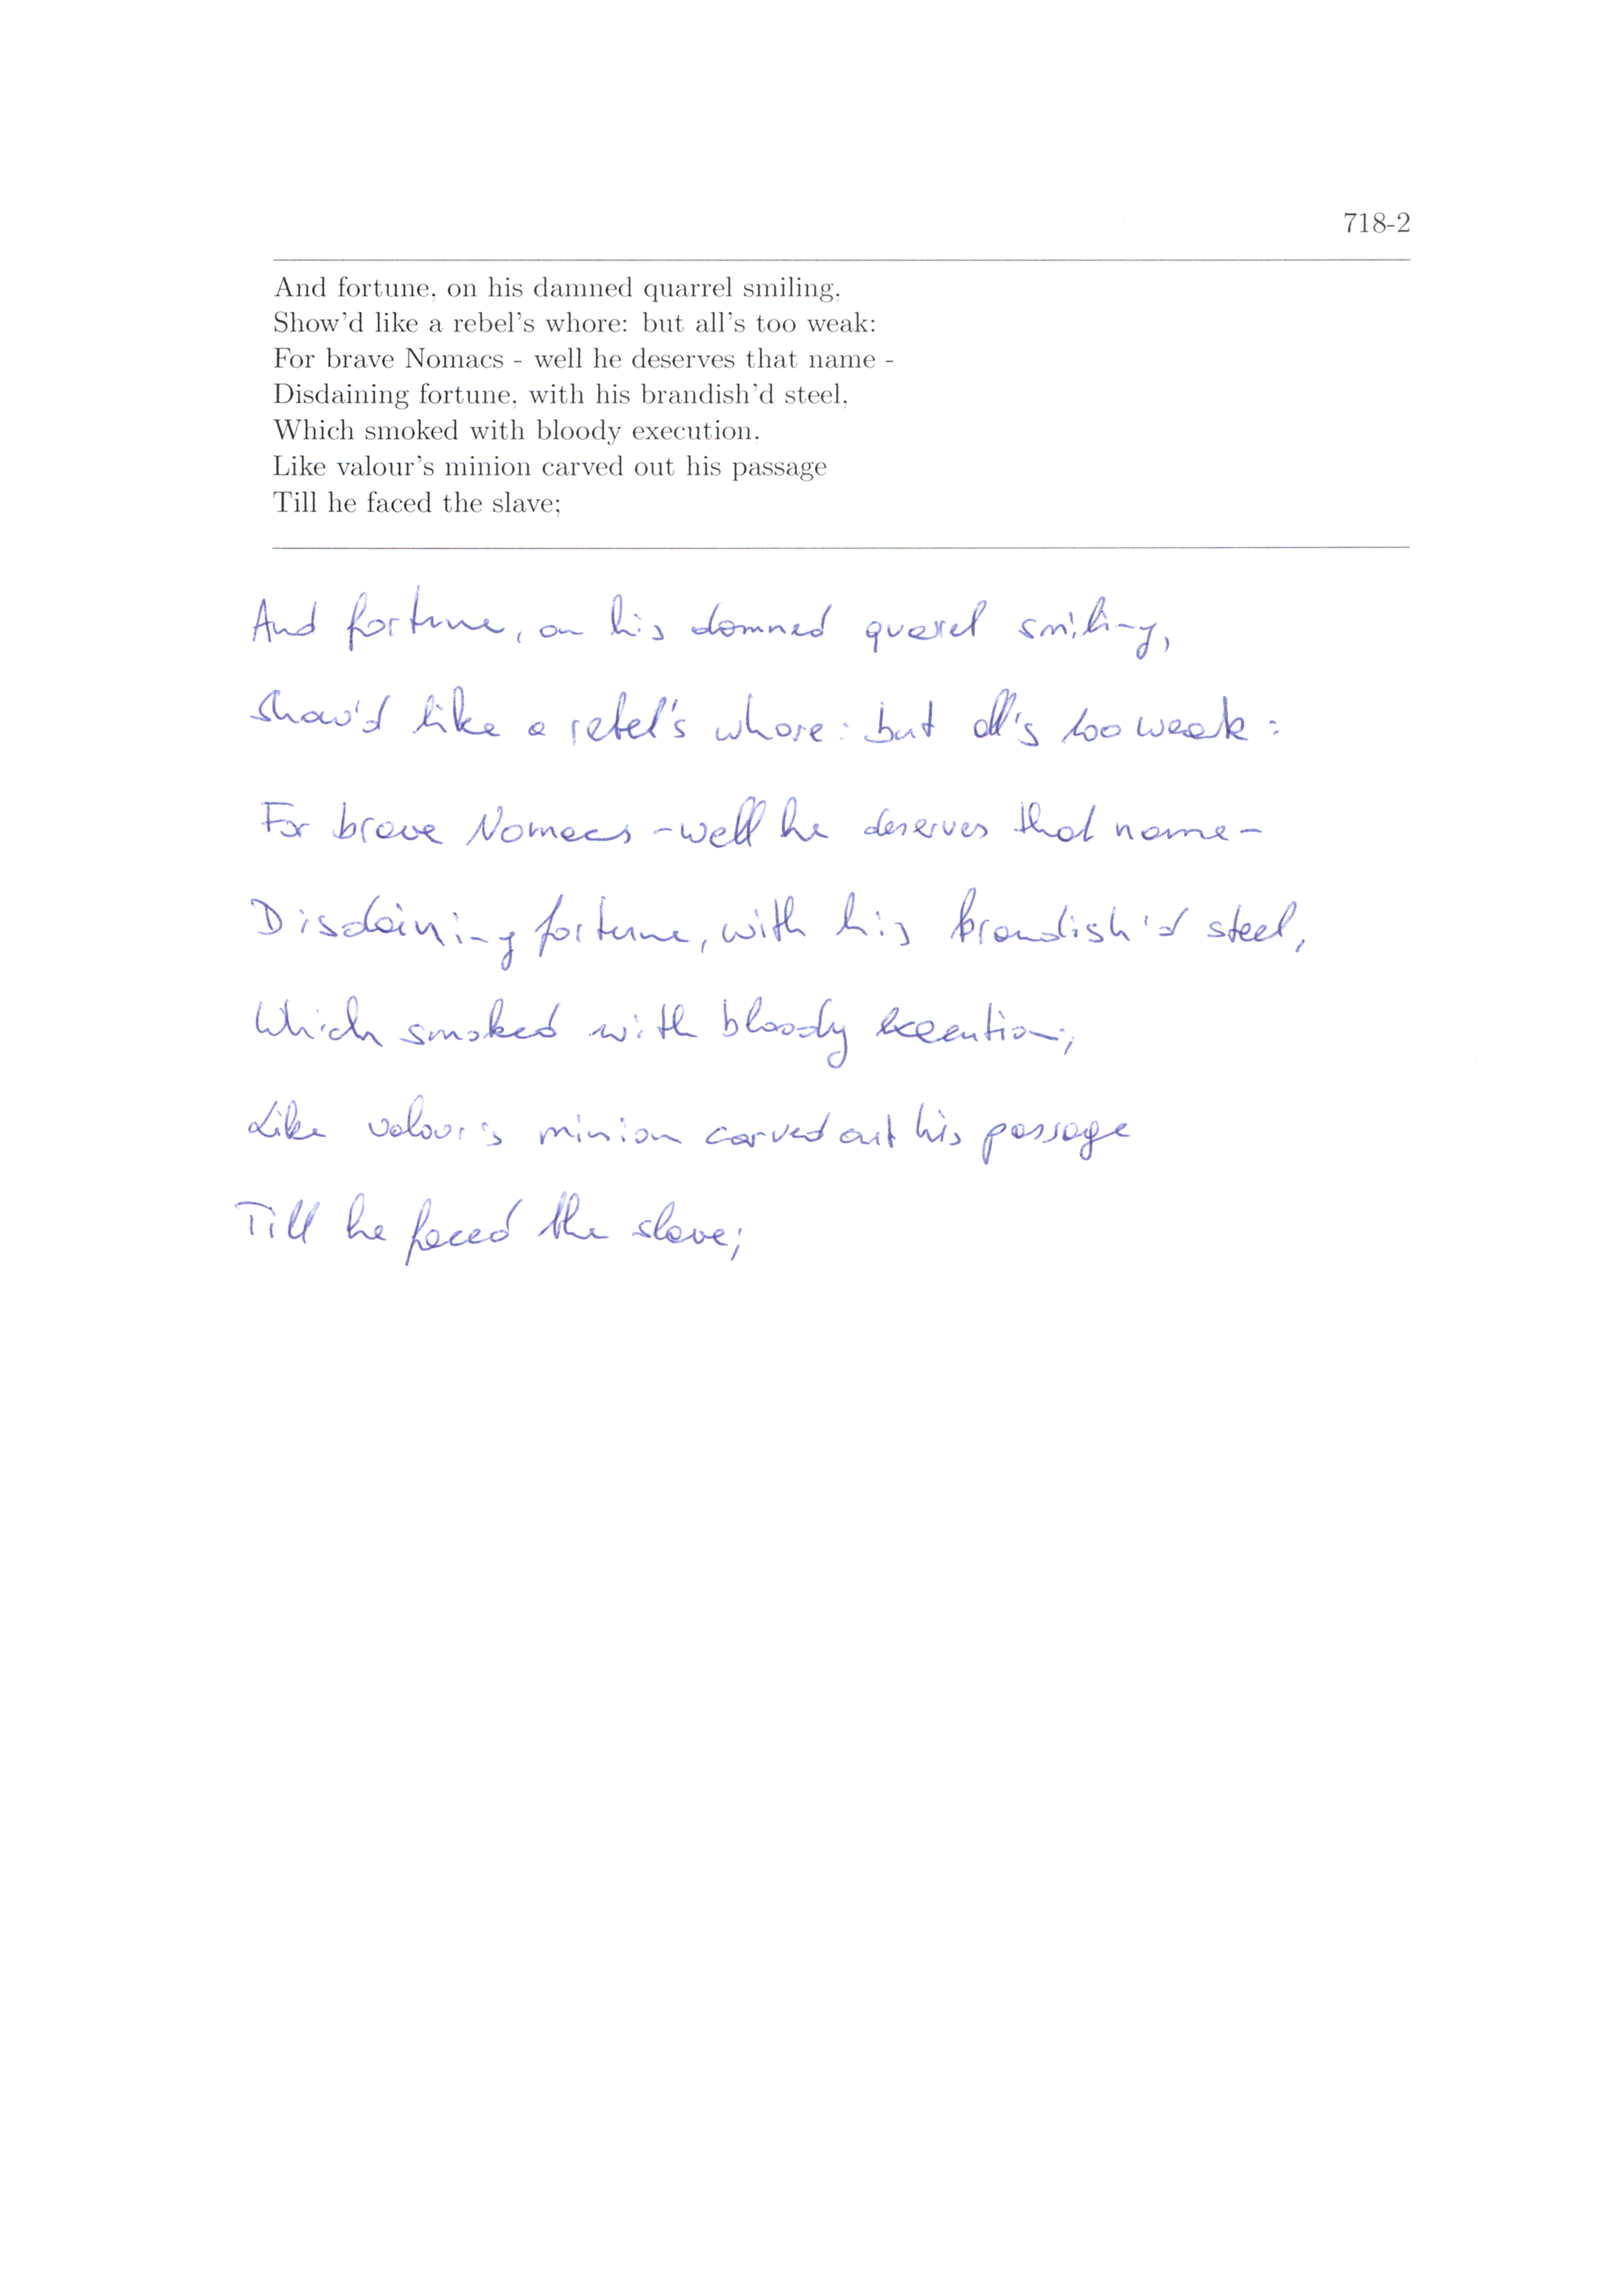 718-2
And fortune, on his damned quarrel smiling,
Show'd like a rebel's whore: but all's too weak:
For brave Nomacs - well he deserves that name -
Disdaining fortune, with his brandish'd steel,
Which smoked with bloody execution,
Like valour's minion carved out his passage
Till he faced the slave;
And fortune, on his damned quarrel smiling,
Show'd like a rebel's whore: but all's too weak:
For brave Nomacs - well he deserves that name -
Disdaining fortune, with his brandish'd steel,
Which smoked with bloody execution;
Like valour's minion carved out his passage
Till he faced the slave;